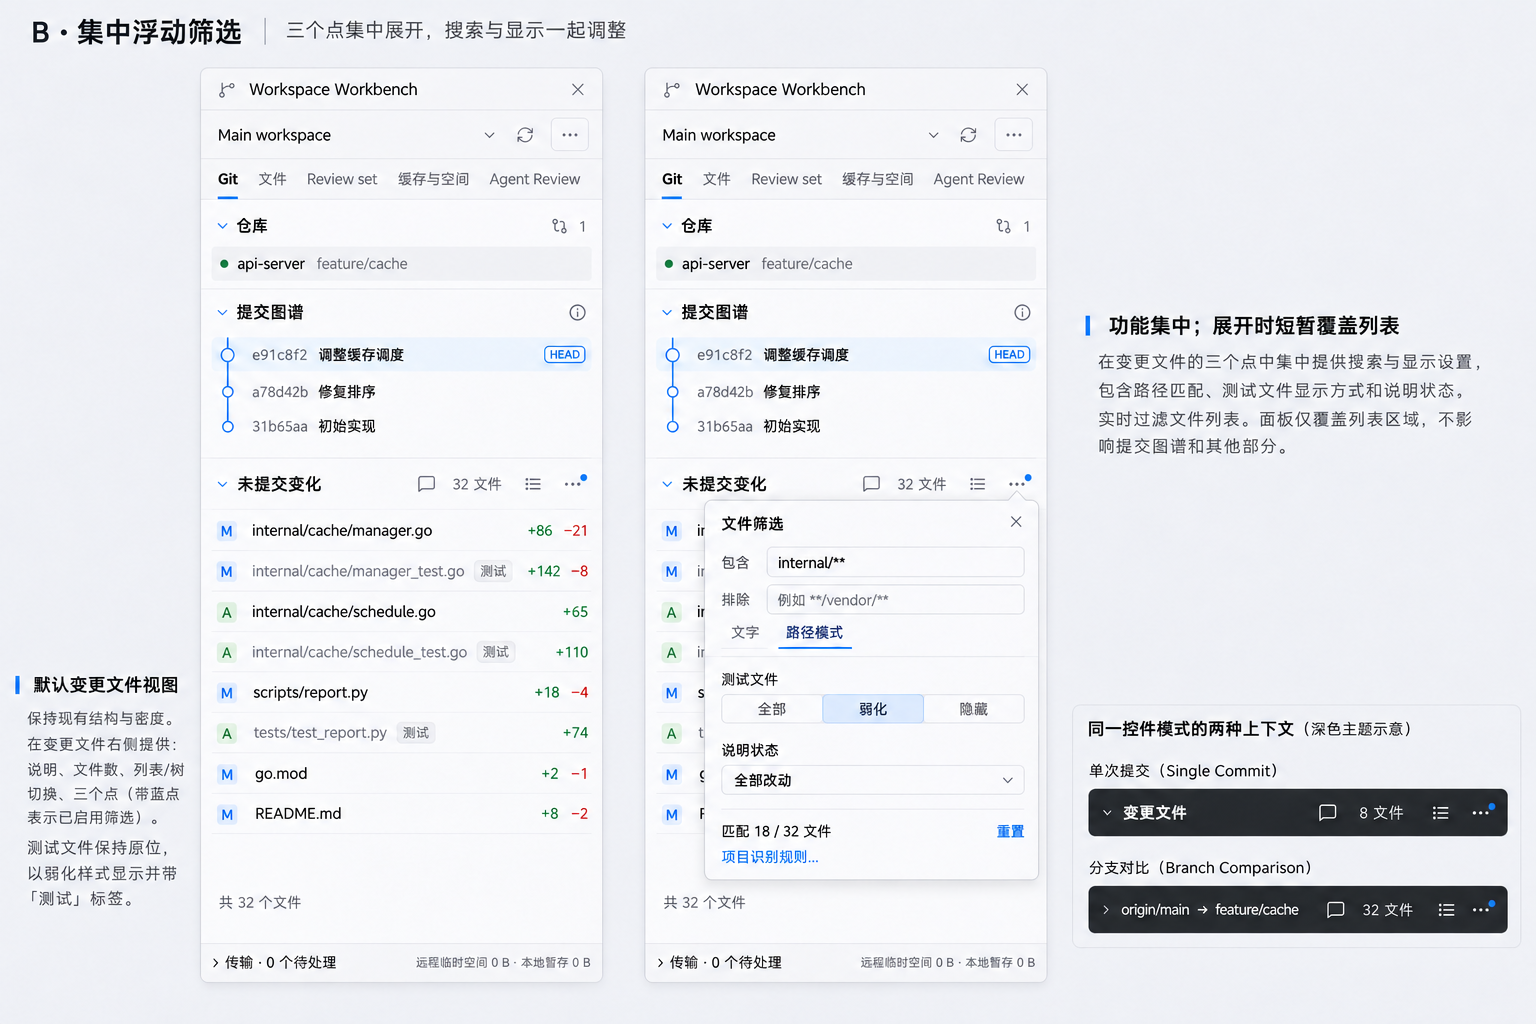 B · 集中浮动筛选
三个点集中展开，搜索与显示一起调整
Workspace Workbench
Main workspace
Git 文件 Review set 缓存与空间 Agent Review
仓库 1
api-server feature/cache
提交图谱
e91c8f2 调整缓存调度 HEAD
a78d42b 修复排序
31b65aa 初始实现
未提交变化 32 文件
M internal/cache/manager.go +86 −21
M internal/cache/manager_test.go 测试 +142 −8
A internal/cache/schedule.go +65
A internal/cache/schedule_test.go 测试 +110
M scripts/report.py +18 −4
A tests/test_report.py 测试 +74
M go.mod +2 −1
M README.md +8 −2
共 32 个文件
传输 · 0 个待处理 远程临时空间 0 B · 本地暂存 0 B
默认变更文件视图
保持现有结构与密度。
在变更文件右侧提供：
说明、文件数、列表/树
切换、三个点（带蓝点
表示已启用筛选）。
测试文件保持原位，
以弱化样式显示并带
「测试」标签。
Workspace Workbench
Main workspace
Git 文件 Review set 缓存与空间 Agent Review
仓库 1
api-server feature/cache
提交图谱
e91c8f2 调整缓存调度 HEAD
a78d42b 修复排序
31b65aa 初始实现
未提交变化 32 文件
M
M
A
A
M
A
M
M
文件筛选
包含 internal/**
排除 例如 **/vendor/**
文字 路径模式
测试文件
全部 弱化 隐藏
说明状态
全部改动
匹配 18 / 32 文件 重置
项目识别规则...
共 32 个文件
传输 · 0 个待处理 远程临时空间 0 B · 本地暂存 0 B
功能集中；展开时短暂覆盖列表
在变更文件的三个点中集中提供搜索与显示设置，
包含路径匹配、测试文件显示方式和说明状态。
实时过滤文件列表。面板仅覆盖列表区域，不影
响提交图谱和其他部分。
同一控件模式的两种上下文（深色主题示意）
单次提交（Single Commit）
变更文件 8 文件
分支对比（Branch Comparison）
origin/main → feature/cache 32 文件